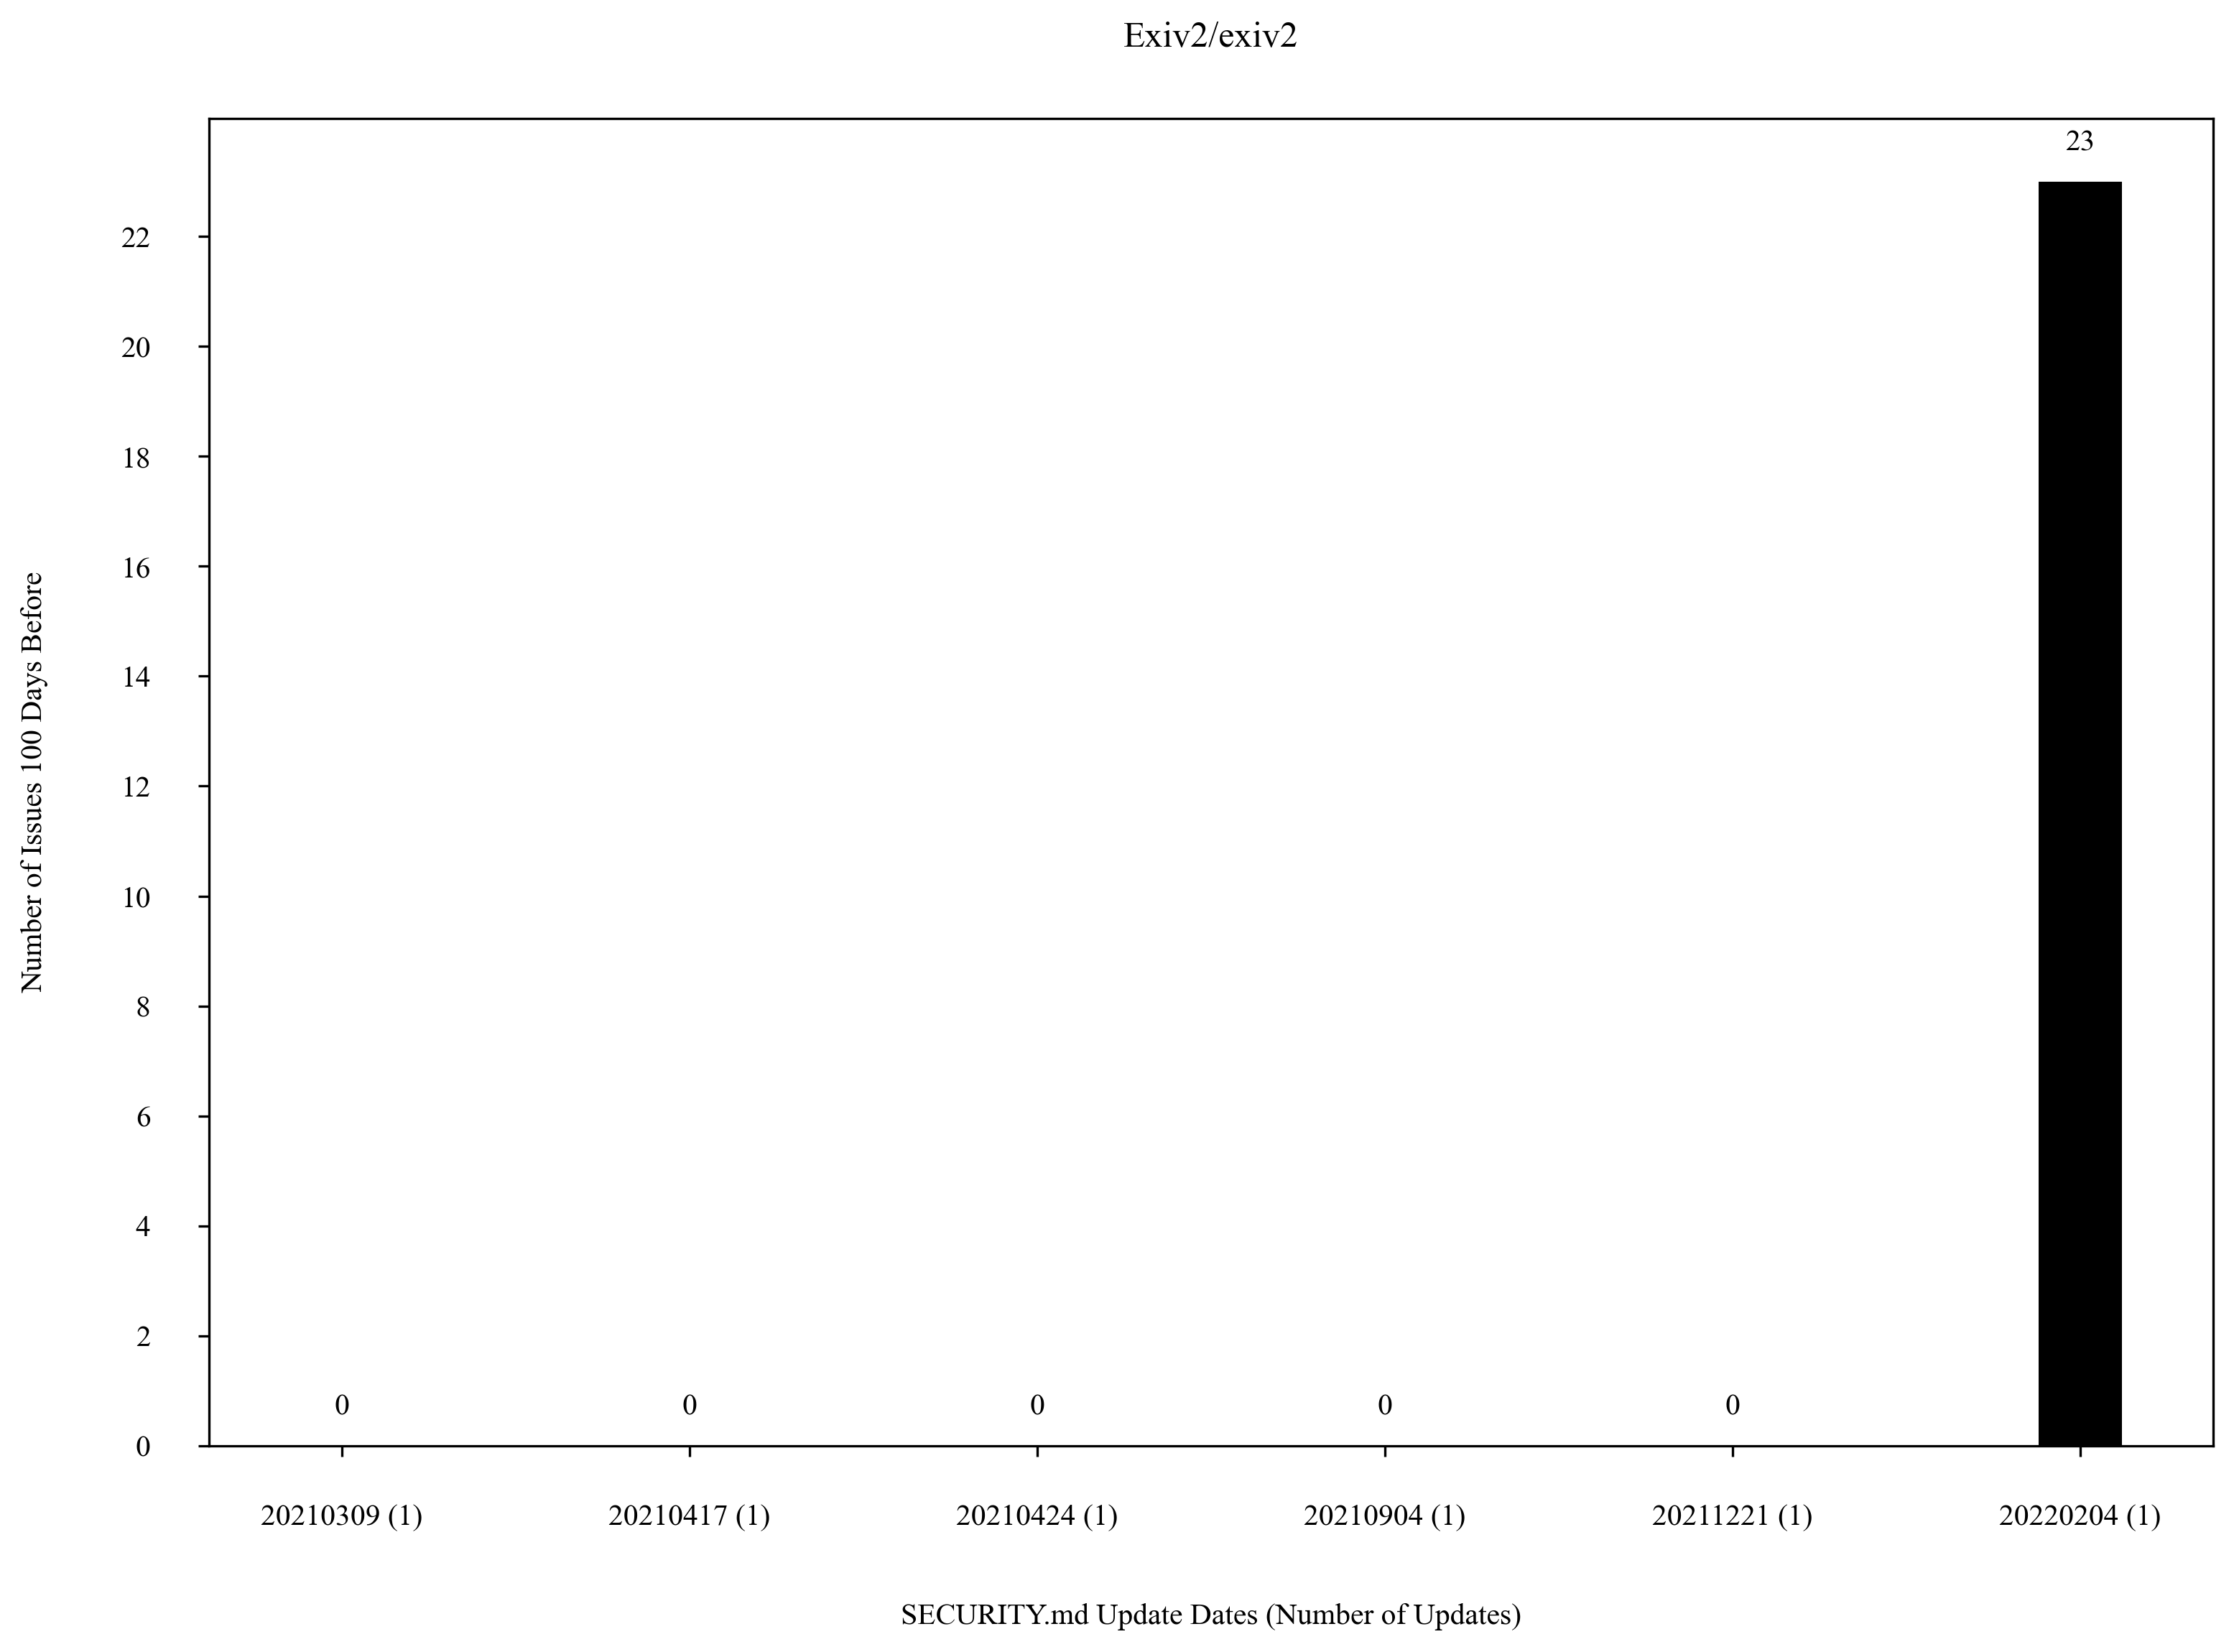 Exiv2/exiv2
23
22
20
18
16
14
12
10
8
6
4
2
0
Number of Issues 100 Days Before
0 0 0 0 0
20210309 (1) 20210417 (1) 20210424 (1) 20210904 (1) 20211221 (1) 20220204 (1)
SECURITY.md Update Dates (Number of Updates)